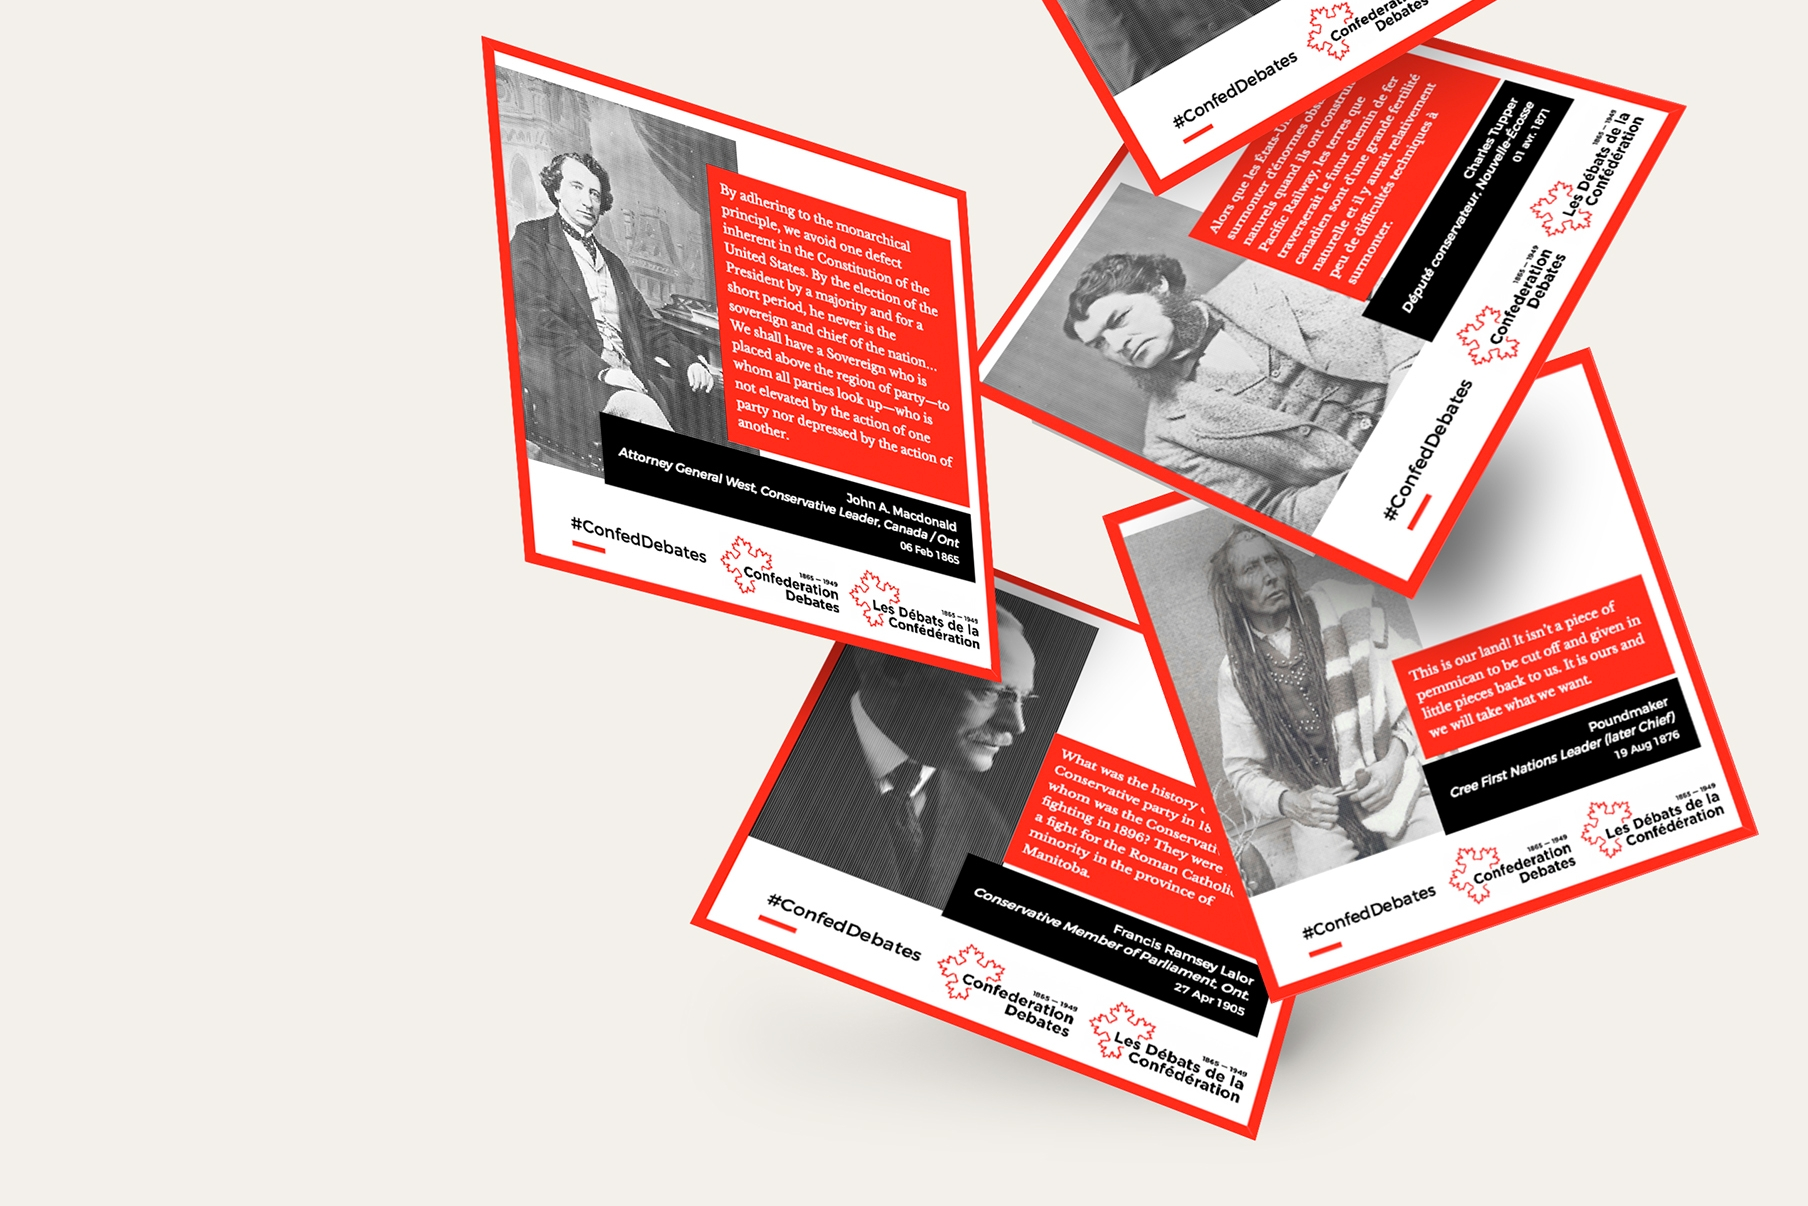 By adhering to the monarchical
principle, we avoid one defect
inherent in the Constitution of the
United States. By the election of the
President by a majority and for a
short period, he never is the
sovereign and chief of the nation...
We shall have a Sovereign who is
placed above the region of party—to
whom all parties look up—who is
not elevated by the action of one
party nor depressed by the action of
another.
John A. Macdonald
Attorney General West, Conservative Leader, Canada / Ont
06 Feb 1865
#ConfedDebates
1865 — 1949
Confederation
Debates
1865 — 1949
Les Débats de la
Confédération
#ConfedDebates
Confederation
Debates
Alors que les États-U
surmonter d'énormes obs
naturels quand ils ont constru
Pacific Railway, les terres que
traverserait le futur chemin de fer
canadien sont d'une grande fertilité
naturelle et il y aurait relativement
peu de difficultés techniques à
surmonter.
Charles Tupper
Député conservateur, Nouvelle-Écosse
01 avr. 1871
#ConfedDebates
1865 — 1949
Confederation
Debates
1865 — 1949
Les Débats de la
Confédération
This is our land! It isn't a piece of
pemmican to be cut off and given in
little pieces back to us. It is ours and
we will take what we want.
Poundmaker
Cree First Nations Leader (later Chief)
19 Aug 1876
#ConfedDebates
1865 — 1949
Confederation
Debates
1865 — 1949
Les Débats de la
Confédération
What was the history
Conservative party in 18
whom was the Conservati
fighting in 1896? They were
a fight for the Roman Catholic
minority in the province of
Manitoba.
Francis Ramsey Lalor
Conservative Member of Parliament, Ont.
27 Apr 1905
#ConfedDebates
1865 — 1949
Confederation
Debates
1865 — 1949
Les Débats de la
Confédération